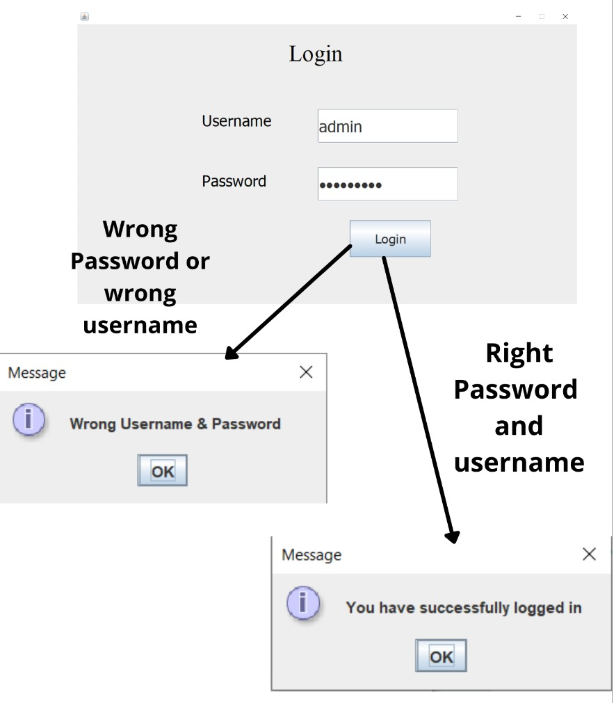 Login
Username
admin
Password
•••••••••
Login
Wrong
Password or
wrong
username
Right
Password
and
username
Message
Wrong Username & Password
OK
Message
You have successfully logged in
OK